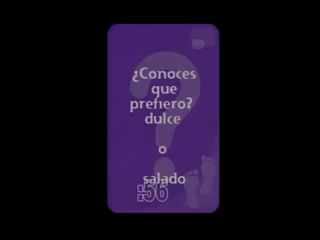 ¿Conoces
que
prefiero?
dulce
o
salado
:56